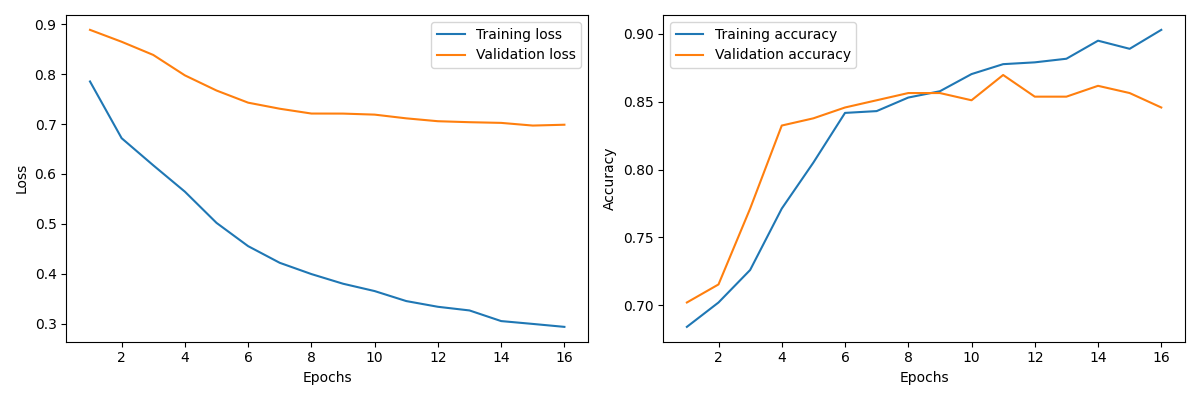 0.9
0.8
0.7
0.6
0.5
0.4
0.3
Loss
2 4 6 8 10 12 14 16
Epochs
Training loss
Validation loss
0.90
0.85
0.80
0.75
0.70
Accuracy
2 4 6 8 10 12 14 16
Epochs
Training accuracy
Validation accuracy